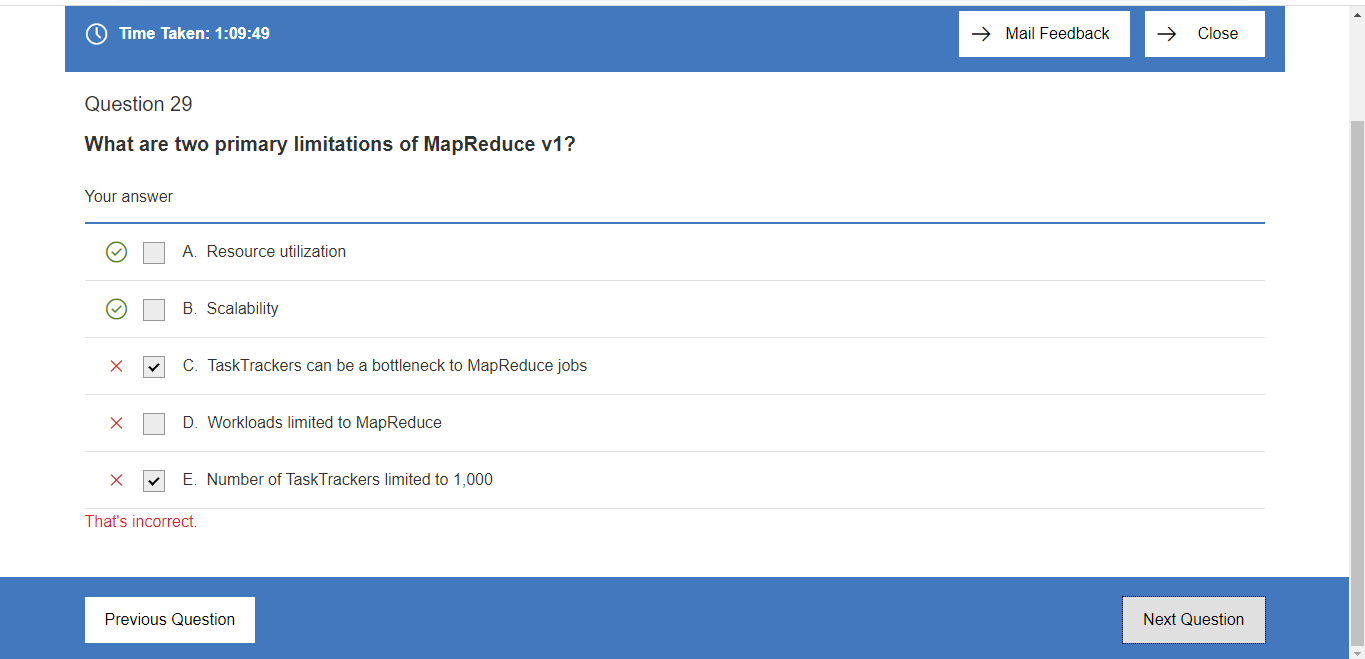 Time Taken: 1:09:49
Mail Feedback
Close
Question 29
What are two primary limitations of MapReduce v1?
Your answer
A. Resource utilization
B. Scalability
C. TaskTrackers can be a bottleneck to MapReduce jobs
D. Workloads limited to MapReduce
E. Number of TaskTrackers limited to 1,000
That's incorrect.
Previous Question
Next Question